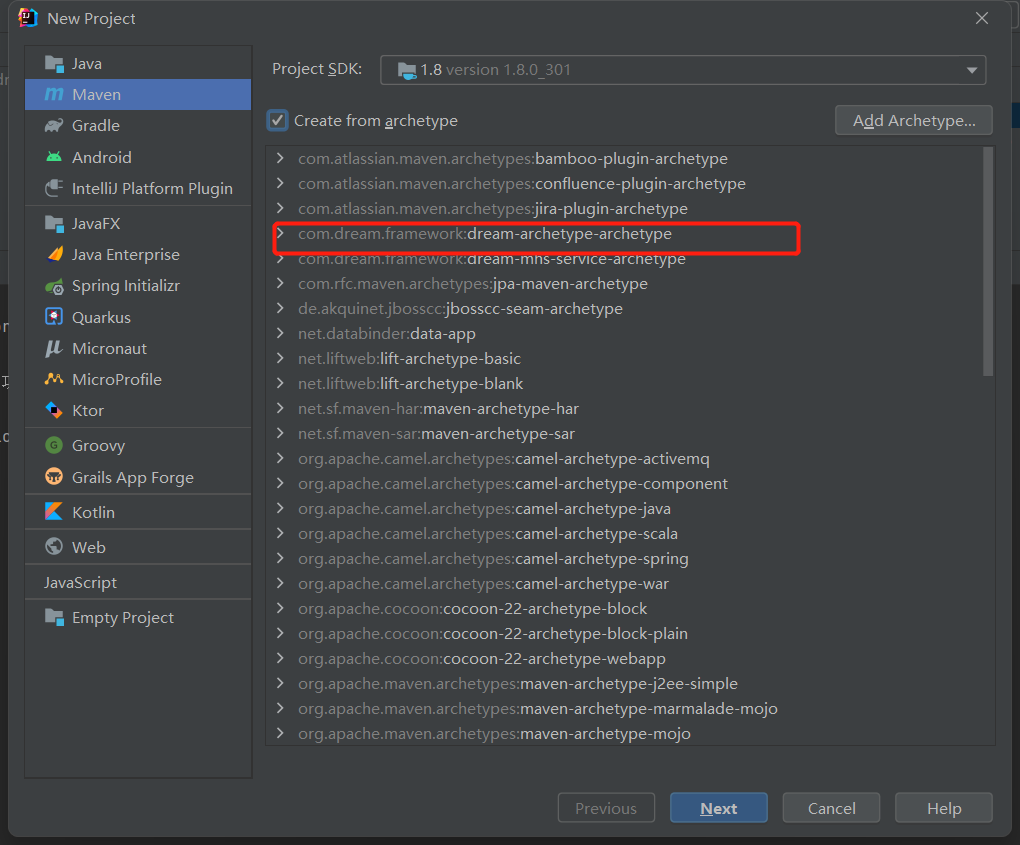 New Project
Java
Maven
Gradle
Android
IntelliJ Platform Plugin
JavaFX
Java Enterprise
Spring Initializr
Quarkus
Micronaut
MicroProfile
Ktor
Groovy
Grails App Forge
Kotlin
Web
JavaScript
Empty Project
Project SDK:
1.8 version 1.8.0_301
Create from archetype
Add Archetype...
com.atlassian.maven.archetypes:bamboo-plugin-archetype
com.atlassian.maven.archetypes:confluence-plugin-archetype
com.atlassian.maven.archetypes:jira-plugin-archetype
com.dream.framework:dream-archetype-archetype
com.dream.framework:dream-mhs-service-archetype
com.rfc.maven.archetypes:jpa-maven-archetype
de.akquinet.jbosscc:jbosscc-seam-archetype
net.databinder:data-app
net.liftweb:lift-archetype-basic
net.liftweb:lift-archetype-blank
net.sf.maven-har:maven-archetype-har
net.sf.maven-sar:maven-archetype-sar
org.apache.camel.archetypes:camel-archetype-activemq
org.apache.camel.archetypes:camel-archetype-component
org.apache.camel.archetypes:camel-archetype-java
org.apache.camel.archetypes:camel-archetype-scala
org.apache.camel.archetypes:camel-archetype-spring
org.apache.camel.archetypes:camel-archetype-war
org.apache.cocoon:cocoon-22-archetype-block
org.apache.cocoon:cocoon-22-archetype-block-plain
org.apache.cocoon:cocoon-22-archetype-webapp
org.apache.maven.archetypes:maven-archetype-j2ee-simple
org.apache.maven.archetypes:maven-archetype-marmalade-mojo
org.apache.maven.archetypes:maven-archetype-mojo
Previous
Next
Cancel
Help